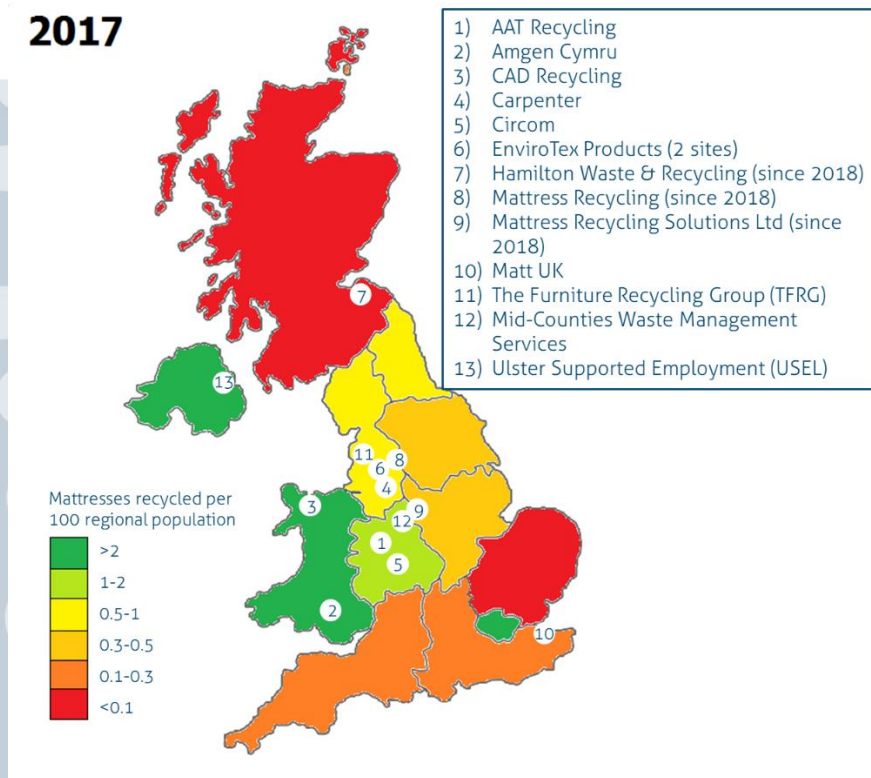 2017
1) AAT Recycling
2) Amgen Cymru
3) CAD Recycling
4) Carpenter
5) Circom
6) EnviroTex Products (2 sites)
7) Hamilton Waste & Recycling (since 2018)
8) Mattress Recycling (since 2018)
9) Mattress Recycling Solutions Ltd (since
2018)
10) Matt UK
11) The Furniture Recycling Group (TFRG)
12) Mid-Counties Waste Management
Services
13) Ulster Supported Employment (USEL)
7
13
11
8
6
4
3
9
12
1
5
2
10
Mattresses recycled per
100 regional population
>2
1-2
0.5-1
0.3-0.5
0.1-0.3
<0.1